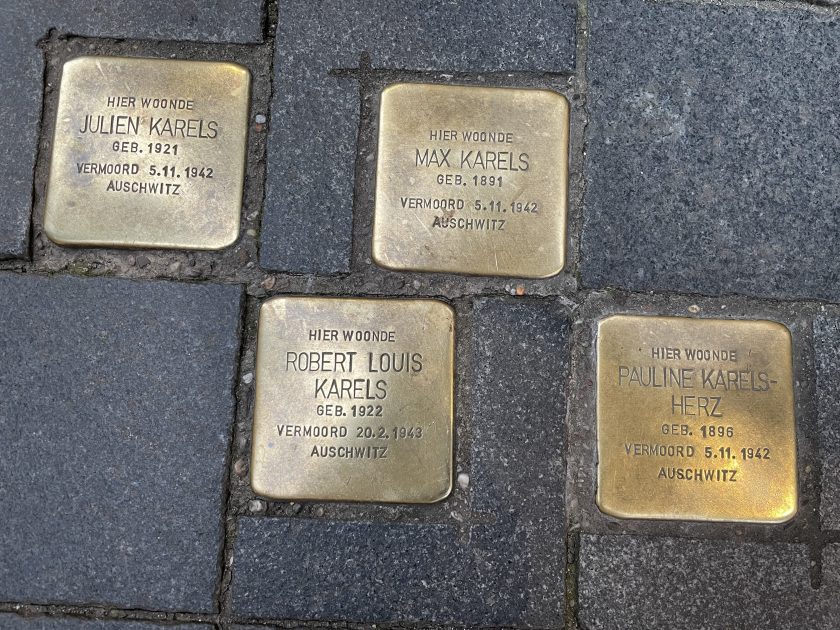 HIER WOONDE
JULIEN KARELS
GEB. 1921
VERMOORD 5.11.1942
AUSCHWITZ
HIER WOONDE
MAX KARELS
GEB. 1891
VERMOORD 5.11.1942
AUSCHWITZ
HIER WOONDE
ROBERT LOUIS
KARELS
GEB. 1922
VERMOORD 20.2.1943
AUSCHWITZ
HIER WOONDE
PAULINE KARELS-
HERZ
GEB. 1896
VERMOORD 5.11.1942
AUSCHWITZ